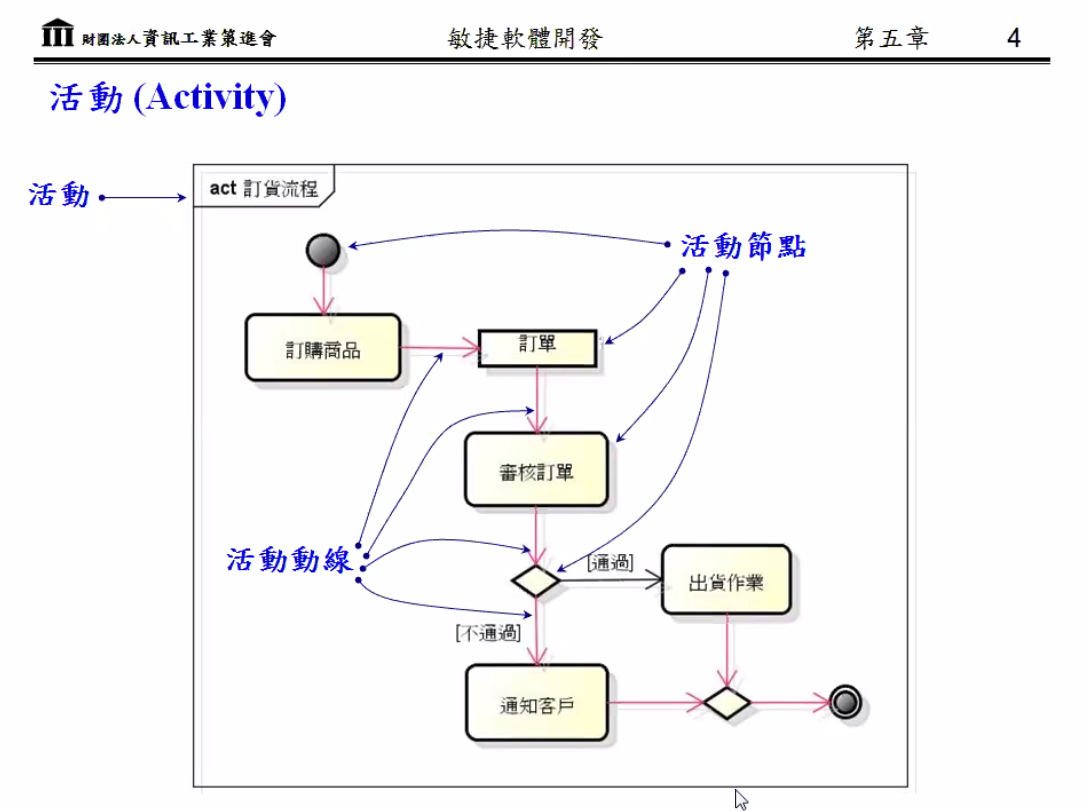 財團法人資訊工業策進會 敏捷軟體開發 第五章 4
活動 (Activity)
活動
act 訂貨流程
活動節點
訂購商品
訂單
審核訂單
活動動線
[通過]
出貨作業
[不通過]
通知客戶